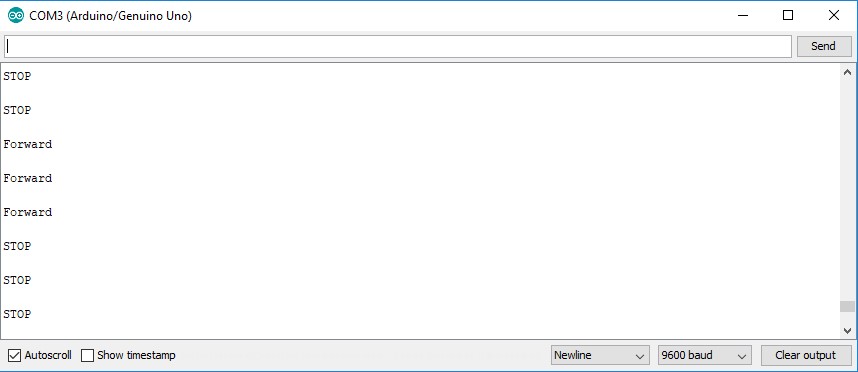 COM3 (Arduino/Genuino Uno)
Send
STOP
STOP
Forward
Forward
Forward
STOP
STOP
STOP
Autoscroll Show timestamp Newline 9600 baud Clear output